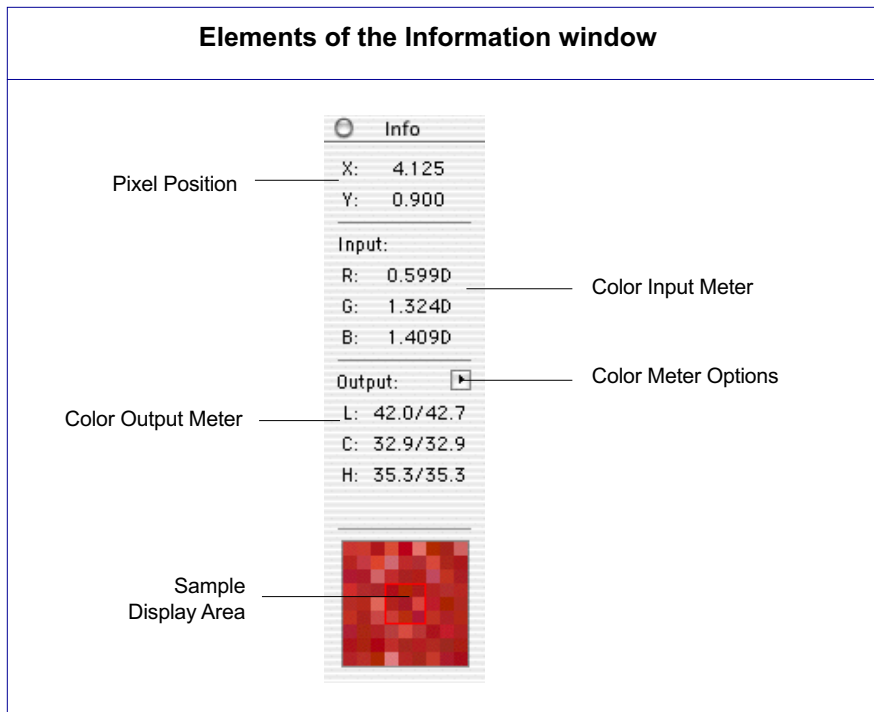 Elements of the Information window
Info
X: 4.125
Pixel Position
Y: 0.900
Input:
R: 0.599D
Color Input Meter
G: 1.324D
B: 1.409D
Output:
Color Meter Options
L: 42.0/42.7
Color Output Meter
C: 32.9/32.9
H: 35.3/35.3
Sample
Display Area